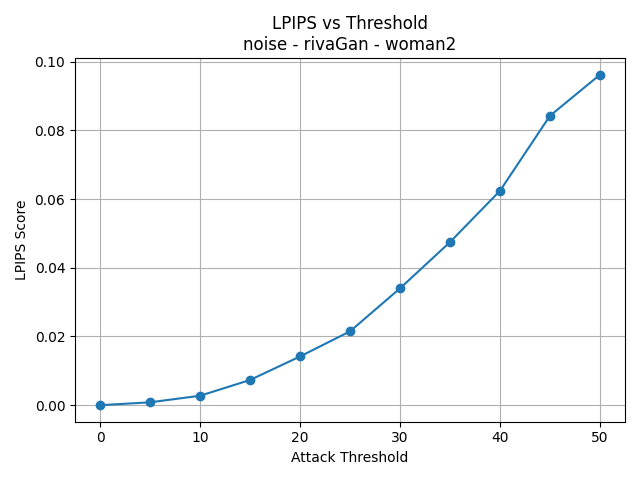 LPIPS vs Threshold
noise - rivaGan - woman2
0.10
0.08
0.06
0.04
0.02
0.00
LPIPS Score
0 10 20 30 40 50
Attack Threshold